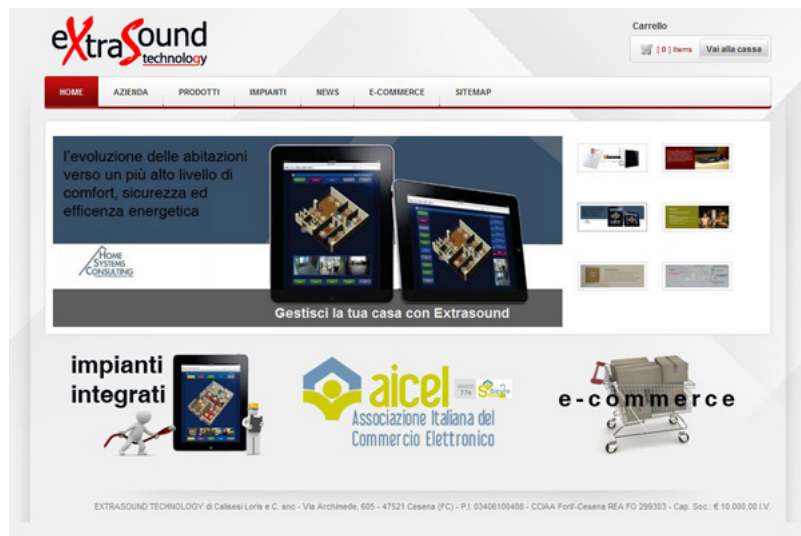 eXtraSound
technology
Carrello
[ 0 ] Items Vai alla cassa
HOME AZIENDA PRODOTTI IMPIANTI NEWS E-COMMERCE SITEMAP
l'evoluzione delle abitazioni
verso un più alto livello di
comfort, sicurezza ed
efficenza energetica
HOME
SYSTEMS
CONSULTING
Gestisci la tua casa con Extrasound
impianti
integrati
aicel
774
Associazione Italiana del
Commercio Elettronico
e-commerce
EXTRASOUND TECHNOLOGY di Calisesi Loris e C. snc - Via Archimede, 605 - 47521 Cesena (FC) - P.I. 03406100408 - CCIAA Forlì-Cesena REA FO 299303 - Cap. Soc.: € 10.000,00 I.V.